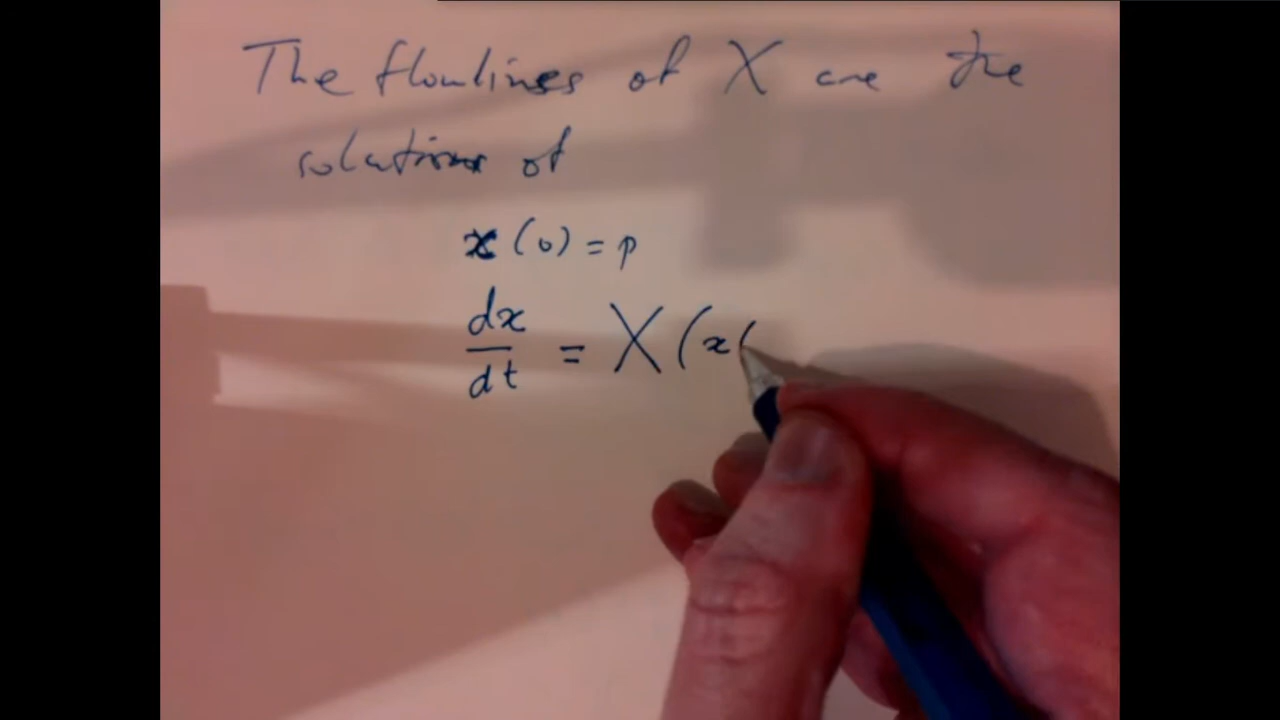 The flowlines of X are the
solutions of
x(0) = p
dx/dt = X(x(